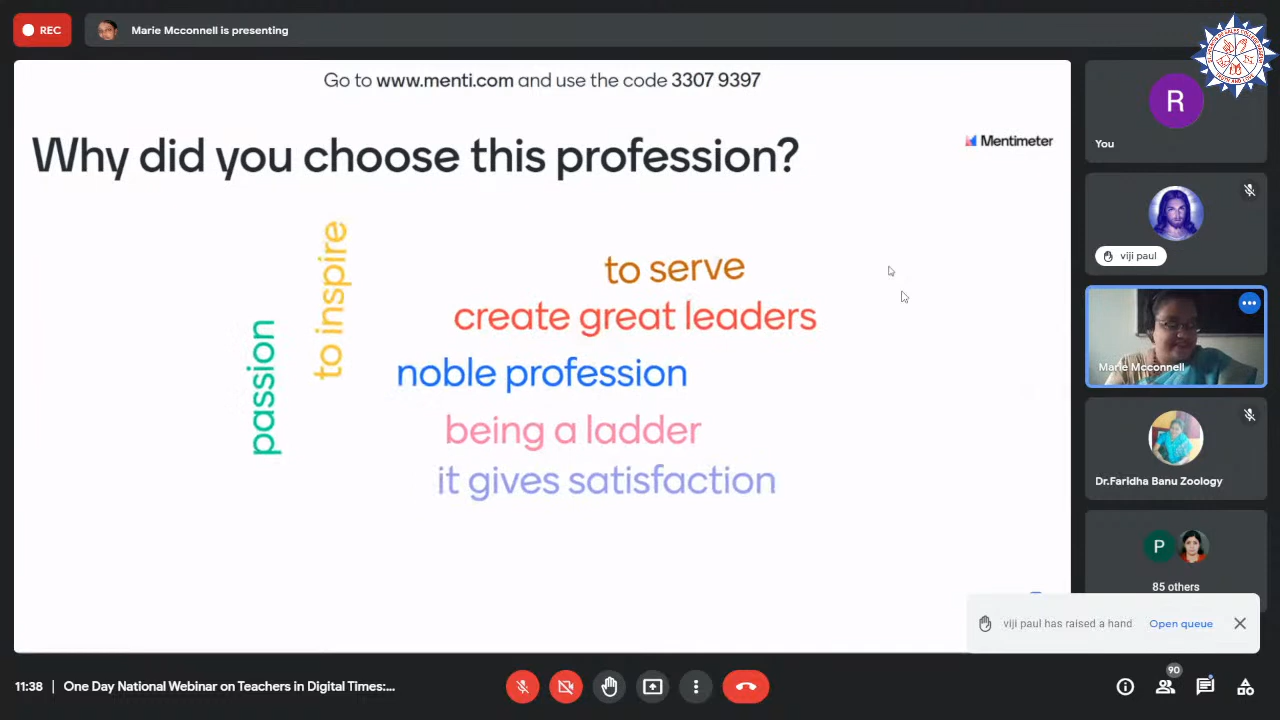 REC
Marie Mcconnell is presenting
Go to www.menti.com and use the code 3307 9397
Why did you choose this profession?
Mentimeter
to inspire
passion
to serve
create great leaders
noble profession
being a ladder
it gives satisfaction
R
You
viji paul
Marie Mcconnell
Dr.Faridha Banu Zoology
P
85 others
viji paul has raised a hand
Open queue
11:38 | One Day National Webinar on Teachers in Digital Times:...
90